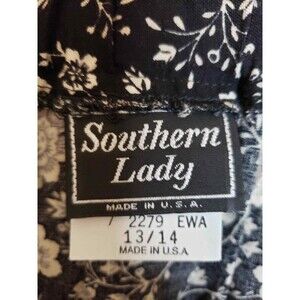 Southern
Lady
MADE IN U.S.A.
7 2279 EWA
13/14
MADE IN U.S.A